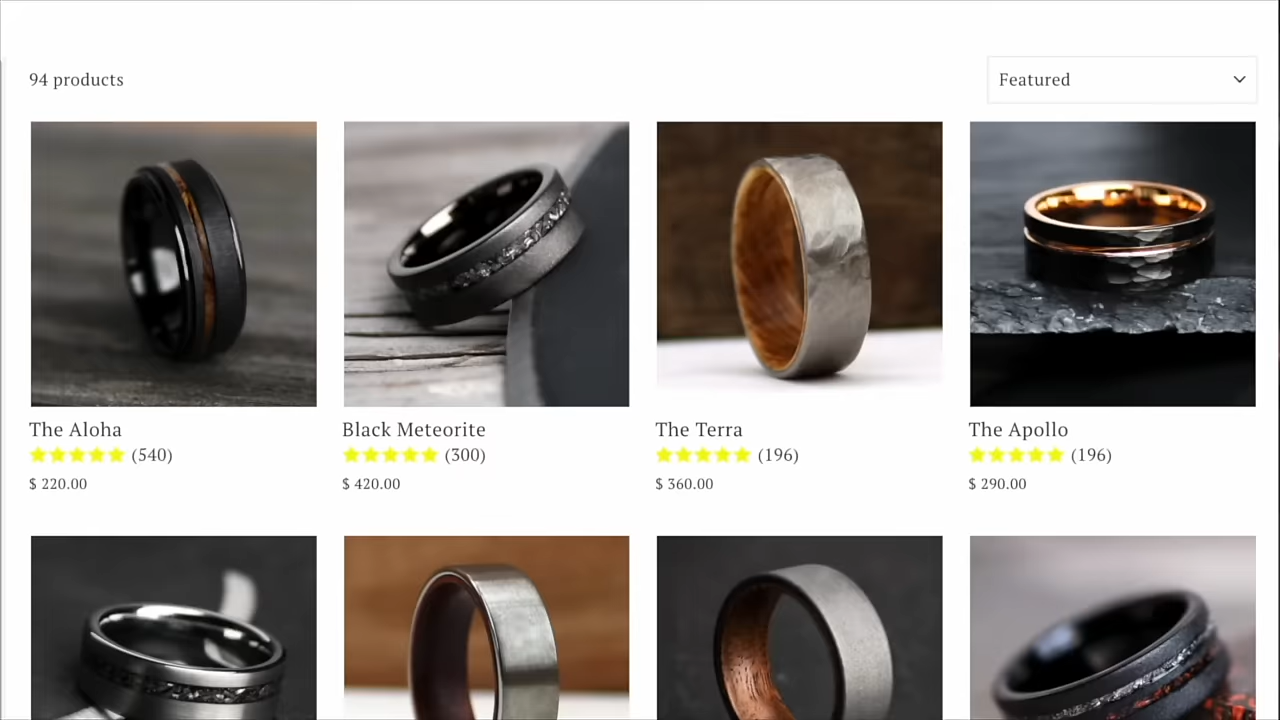 94 products
Featured
The Aloha
(540)
$ 220.00
Black Meteorite
(300)
$ 420.00
The Terra
(196)
$ 360.00
The Apollo
(196)
$ 290.00